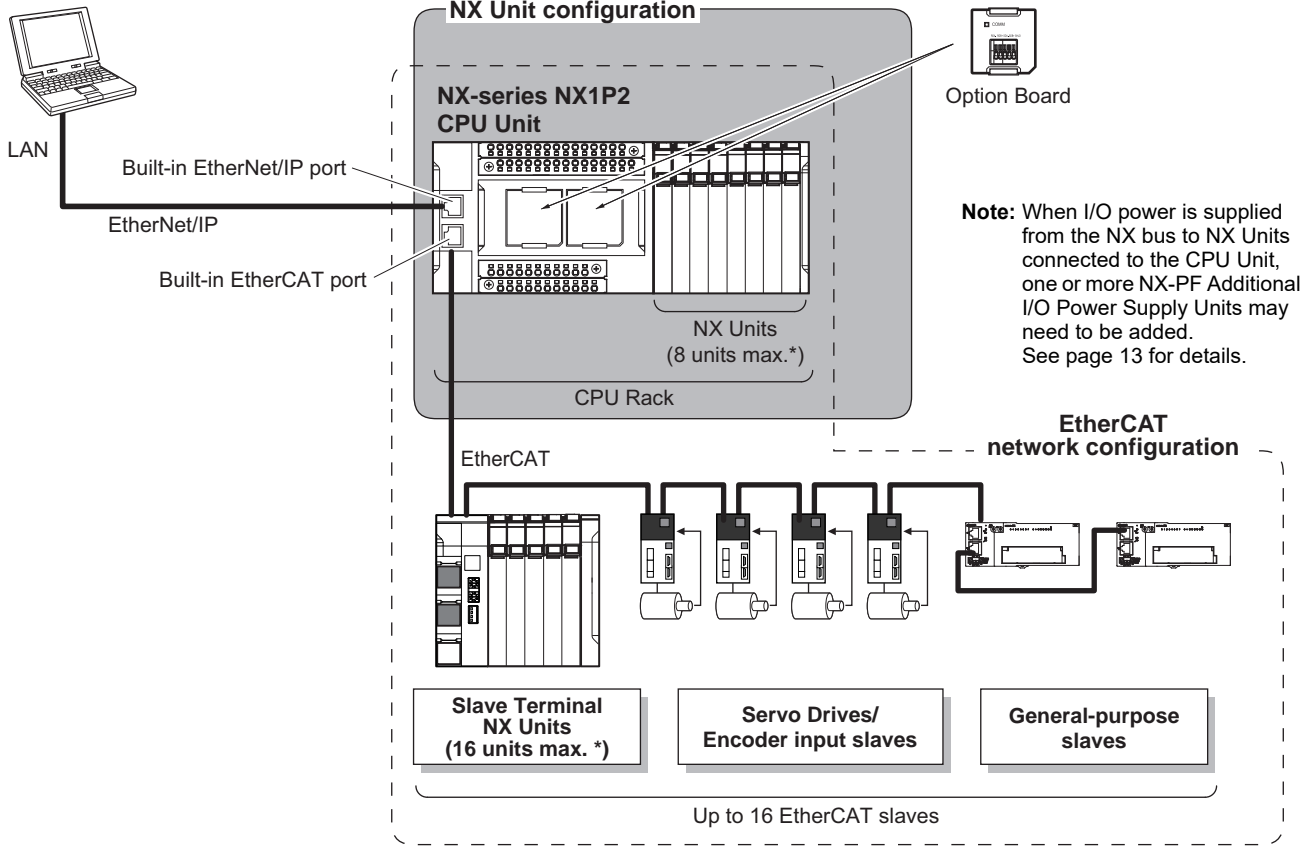 NX Unit configuration
COMM
Option Board
NX-series NX1P2
CPU Unit
LAN
Built-in EtherNet/IP port
EtherNet/IP
Built-in EtherCAT port
NX Units
(8 units max.*)
CPU Rack
Note: When I/O power is supplied
from the NX bus to NX Units
connected to the CPU Unit,
one or more NX-PF Additional
I/O Power Supply Units may
need to be added.
See page 13 for details.
EtherCAT
network configuration
EtherCAT
Slave Terminal
NX Units
(16 units max. *)
Servo Drives/
Encoder input slaves
General-purpose
slaves
Up to 16 EtherCAT slaves